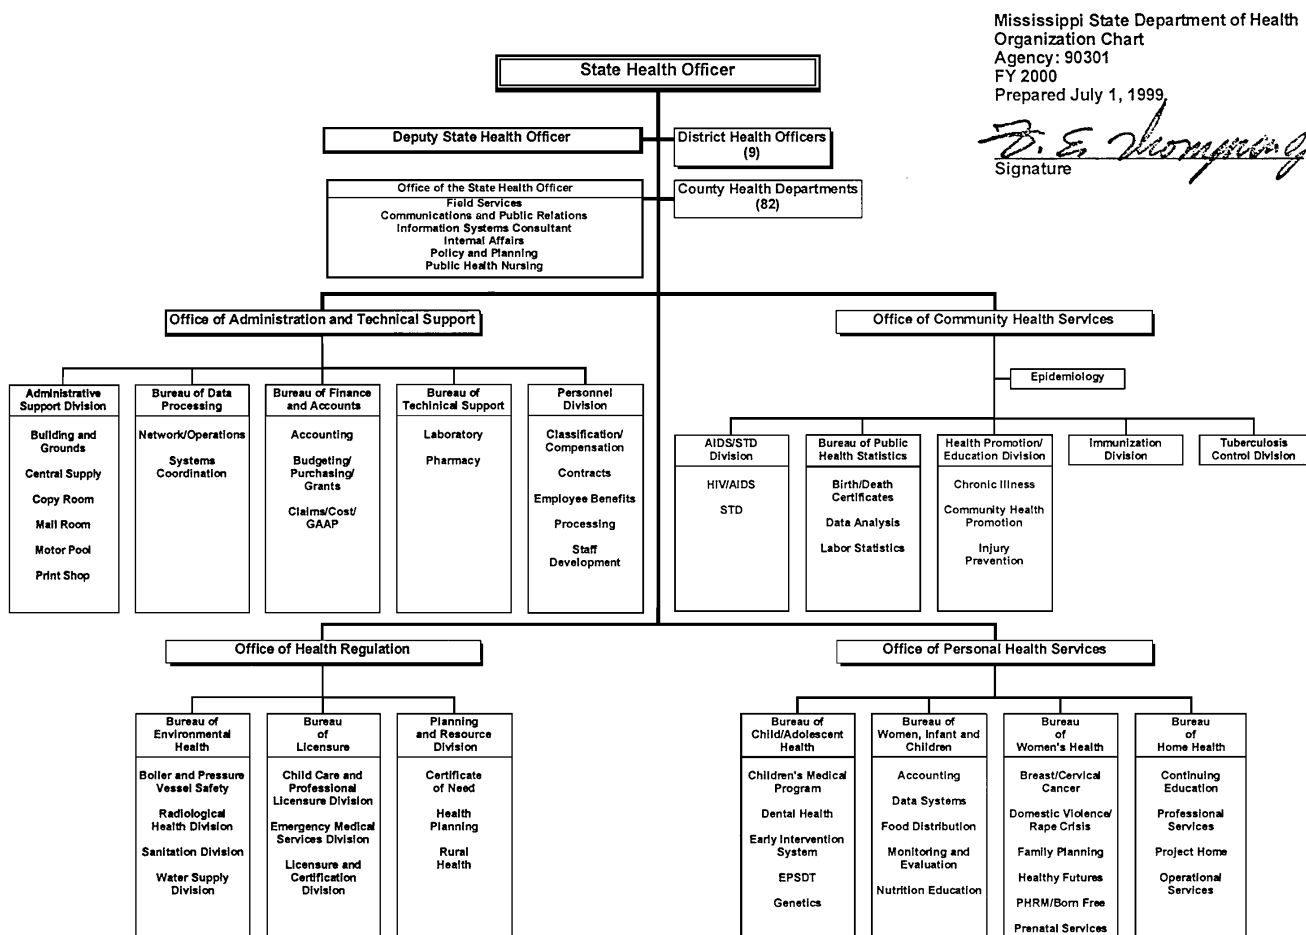 Mississippi State Department of Health
Organization Chart
Agency: 90301
FY 2000
Prepared July 1, 1999
D. E. Thompson
Signature
State Health Officer
Deputy State Health Officer
District Health Officers
(9)
Office of the State Health Officer
Field Services
Communications and Public Relations
Information Systems Consultant
Internal Affairs
Policy and Planning
Public Health Nursing
County Health Departments
(82)
Office of Administration and Technical Support
Office of Community Health Services
Epidemiology
Administrative
Support Division
Building and
Grounds
Central Supply
Copy Room
Mail Room
Motor Pool
Print Shop
Bureau of Data
Processing
Network/Operations
Systems
Coordination
Bureau of Finance
and Accounts
Accounting
Budgeting/
Purchasing/
Grants
Claims/Cost/
GAAP
Bureau of
Techinical Support
Laboratory
Pharmacy
Personnel
Division
Classification/
Compensation
Contracts
Employee Benefits
Processing
Staff
Development
AIDS/STD
Division
HIV/AIDS
STD
Bureau of Public
Health Statistics
Birth/Death
Certificates
Data Analysis
Labor Statistics
Health Promotion/
Education Division
Chronic Illness
Community Health
Promotion
Injury
Prevention
Immunization
Division
Tuberculosis
Control Division
Office of Health Regulation
Office of Personal Health Services
Bureau of
Environmental
Health
Boiler and Pressure
Vessel Safety
Radiological
Health Division
Sanitation Division
Water Supply
Division
Bureau
of
Licensure
Child Care and
Professional
Licensure Division
Emergency Medical
Services Division
Licensure and
Certification
Division
Planning
and Resource
Division
Certificate
of Need
Health
Planning
Rural
Health
Bureau of
Child/Adolescent
Health
Children's Medical
Program
Dental Health
Early Intervention
System
EPSDT
Genetics
Bureau of
Women, Infant and
Children
Accounting
Data Systems
Food Distribution
Monitoring and
Evaluation
Nutrition Education
Bureau
of
Women's Health
Breast/Cervical
Cancer
Domestic Violence/
Rape Crisis
Family Planning
Healthy Futures
PHRM/Born Free
Prenatal Services
Bureau
of
Home Health
Continuing
Education
Professional
Services
Project Home
Operational
Services